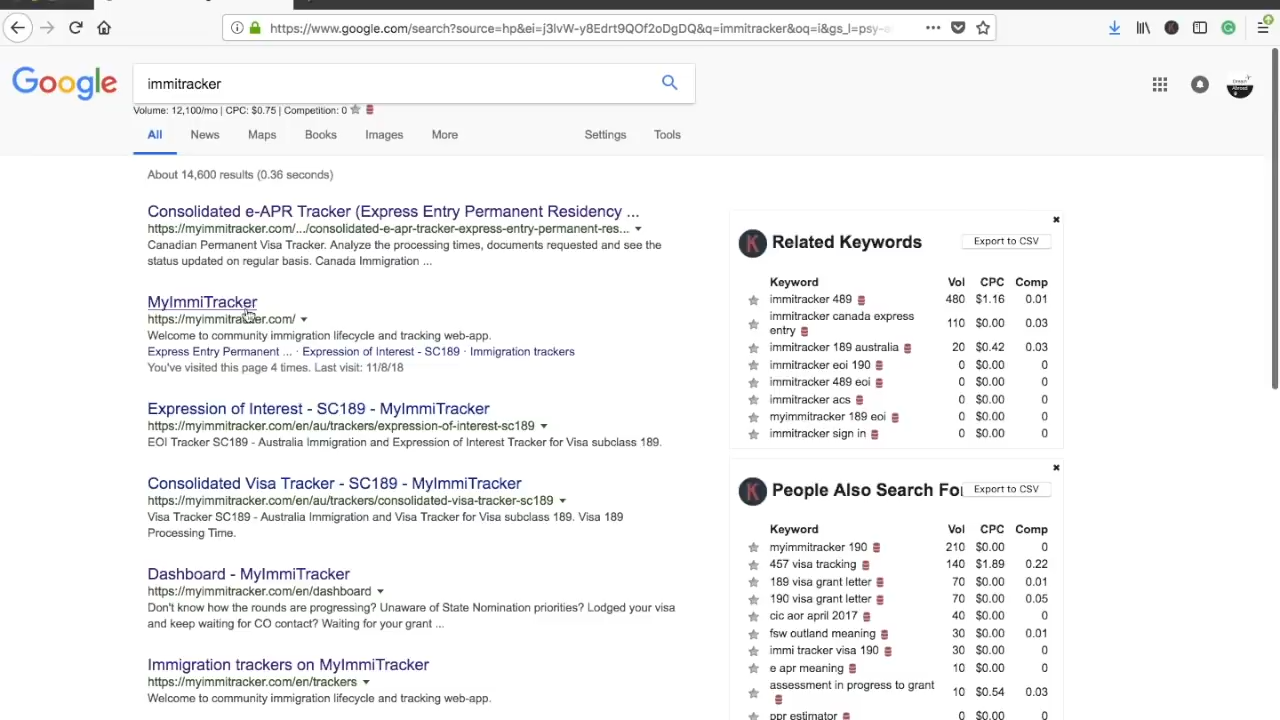 https://www.google.com/search?source=hp&ei=j3IvW-y8Edrt9QOf2oDgDQ&q=immitracker&oq=i&gs_l=psy-a
Google
immitracker
Volume: 12,100/mo | CPC: $0.75 | Competition: 0
All News Maps Books Images More Settings Tools
About 14,600 results (0.36 seconds)
Consolidated e-APR Tracker (Express Entry Permanent Residency ...
https://myimmitracker.com/.../consolidated-e-apr-tracker-express-entry-permanent-res...
Canadian Permanent Visa Tracker. Analyze the processing times, documents requested and see the
status updated on regular basis. Canada Immigration ...
MyImmiTracker
https://myimmitracker.com/
Welcome to community immigration lifecycle and tracking web-app.
Express Entry Permanent ... · Expression of Interest - SC189 · Immigration trackers
You've visited this page 4 times. Last visit: 11/8/18
Expression of Interest - SC189 - MyImmiTracker
https://myimmitracker.com/en/au/trackers/expression-of-interest-sc189
EOI Tracker SC189 - Australia Immigration and Expression of Interest Tracker for Visa subclass 189.
Consolidated Visa Tracker - SC189 - MyImmiTracker
https://myimmitracker.com/en/au/trackers/consolidated-visa-tracker-sc189
Visa Tracker SC189 - Australia Immigration and Visa Tracker for Visa subclass 189. Visa 189
Processing Time.
Dashboard - MyImmiTracker
https://myimmitracker.com/en/dashboard
Don't know how the rounds are progressing? Unaware of State Nomination priorities? Lodged your visa
and keep waiting for CO contact? Waiting for your grant ...
Immigration trackers on MyImmiTracker
https://myimmitracker.com/en/trackers
Welcome to community immigration lifecycle and tracking web-app.
K Related Keywords Export to CSV
Keyword Vol CPC Comp
immitracker 489 480 $1.16 0.01
immitracker canada express
entry 110 $0.00 0.03
immitracker 189 australia 20 $0.42 0.03
immitracker eoi 190 0 $0.00 0
immitracker 489 eoi 0 $0.00 0
immitracker acs 0 $0.00 0
myimmitracker 189 eoi 0 $0.00 0
immitracker sign in 0 $0.00 0
K People Also Search For Export to CSV
Keyword Vol CPC Comp
myimmitracker 190 210 $0.00 0
457 visa tracking 140 $1.89 0.22
189 visa grant letter 70 $0.00 0.01
190 visa grant letter 70 $0.00 0.05
cic aor april 2017 40 $0.00 0
fsw outland meaning 30 $0.00 0.01
immi tracker visa 190 30 $0.00 0
e apr meaning 10 $0.00 0
assessment in progress to grant
10 $0.54 0.03
ppr estimator 0 $0.00 0